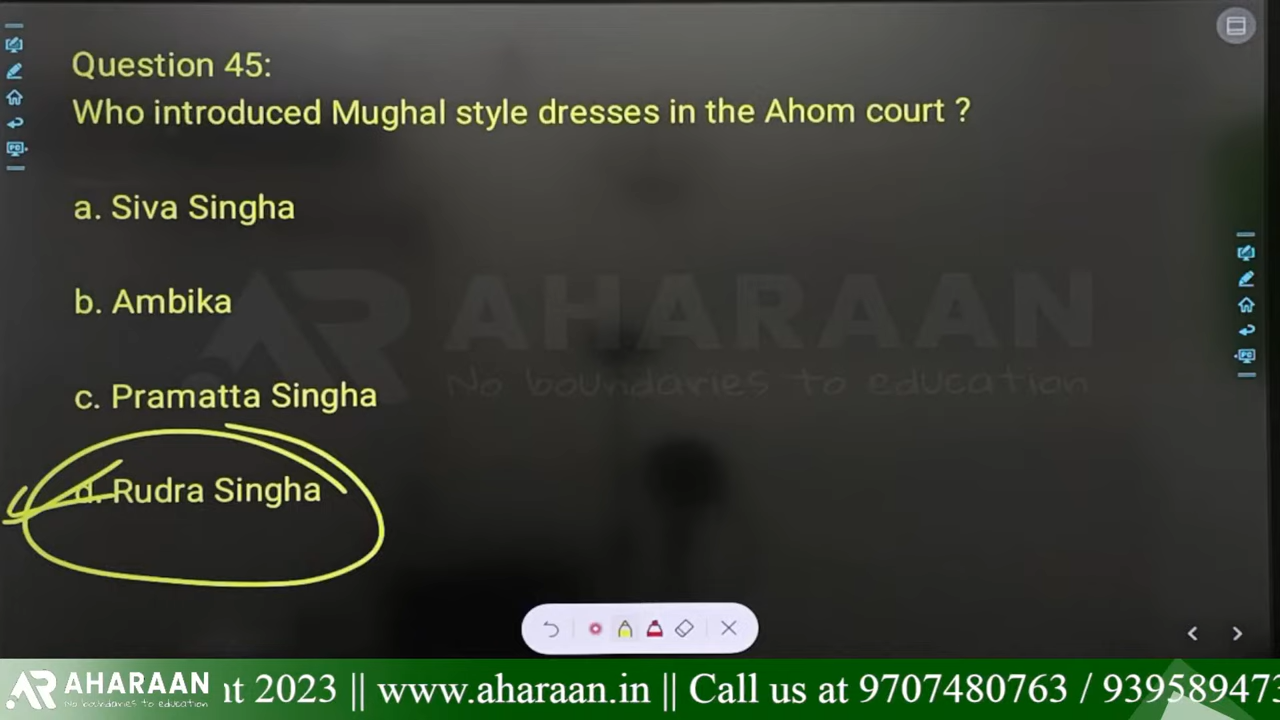 Question 45:
Who introduced Mughal style dresses in the Ahom court ?
a. Siva Singha
b. Ambika
AHARAAN
No boundaries to education
c. Pramatta Singha
d. Rudra Singha
AHARAAN
No boundaries to education
2023 || www.aharaan.in || Call us at 9707480763 / 939589473